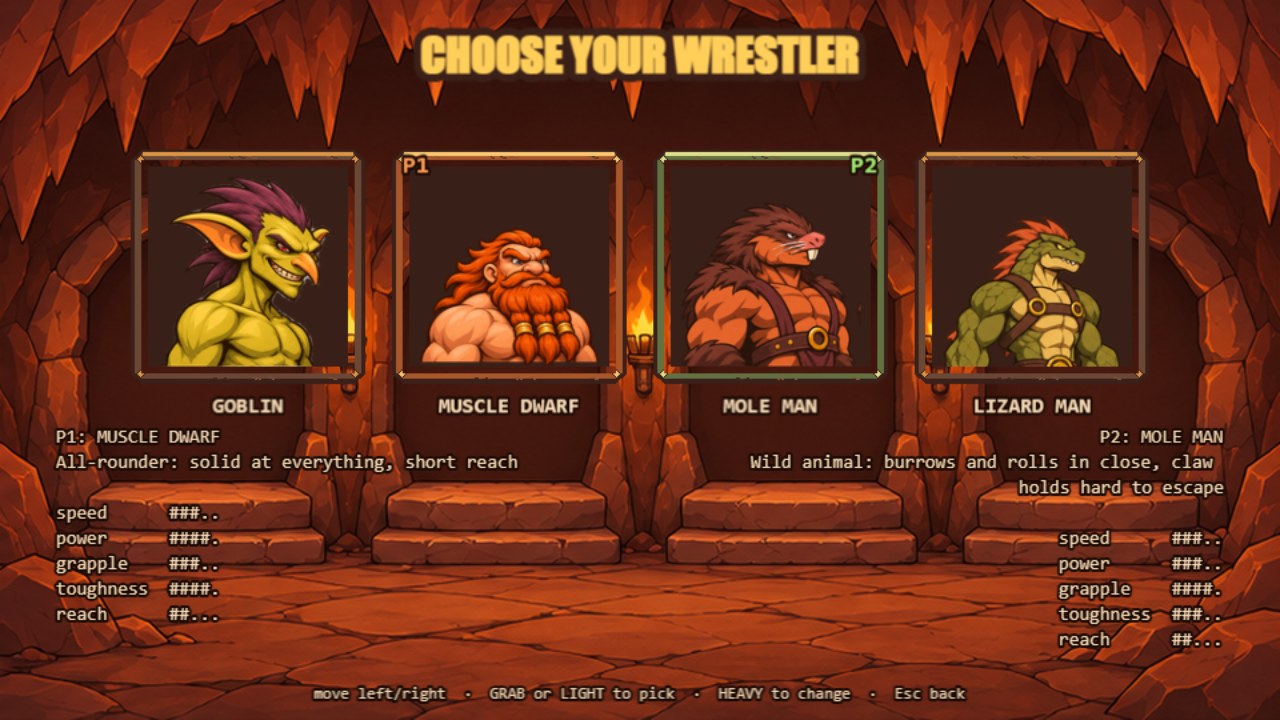 CHOOSE YOUR WRESTLER
P1
P2
GOBLIN
MUSCLE DWARF
MOLE MAN
LIZARD MAN
P1: MUSCLE DWARF
All-rounder: solid at everything, short reach
speed ###..
power ####.
grapple ###..
toughness ####.
reach ##...
P2: MOLE MAN
Wild animal: burrows and rolls in close, claw
holds hard to escape
speed ###..
power ###..
grapple ####.
toughness ###..
reach ##...
move left/right · GRAB or LIGHT to pick · HEAVY to change · Esc back